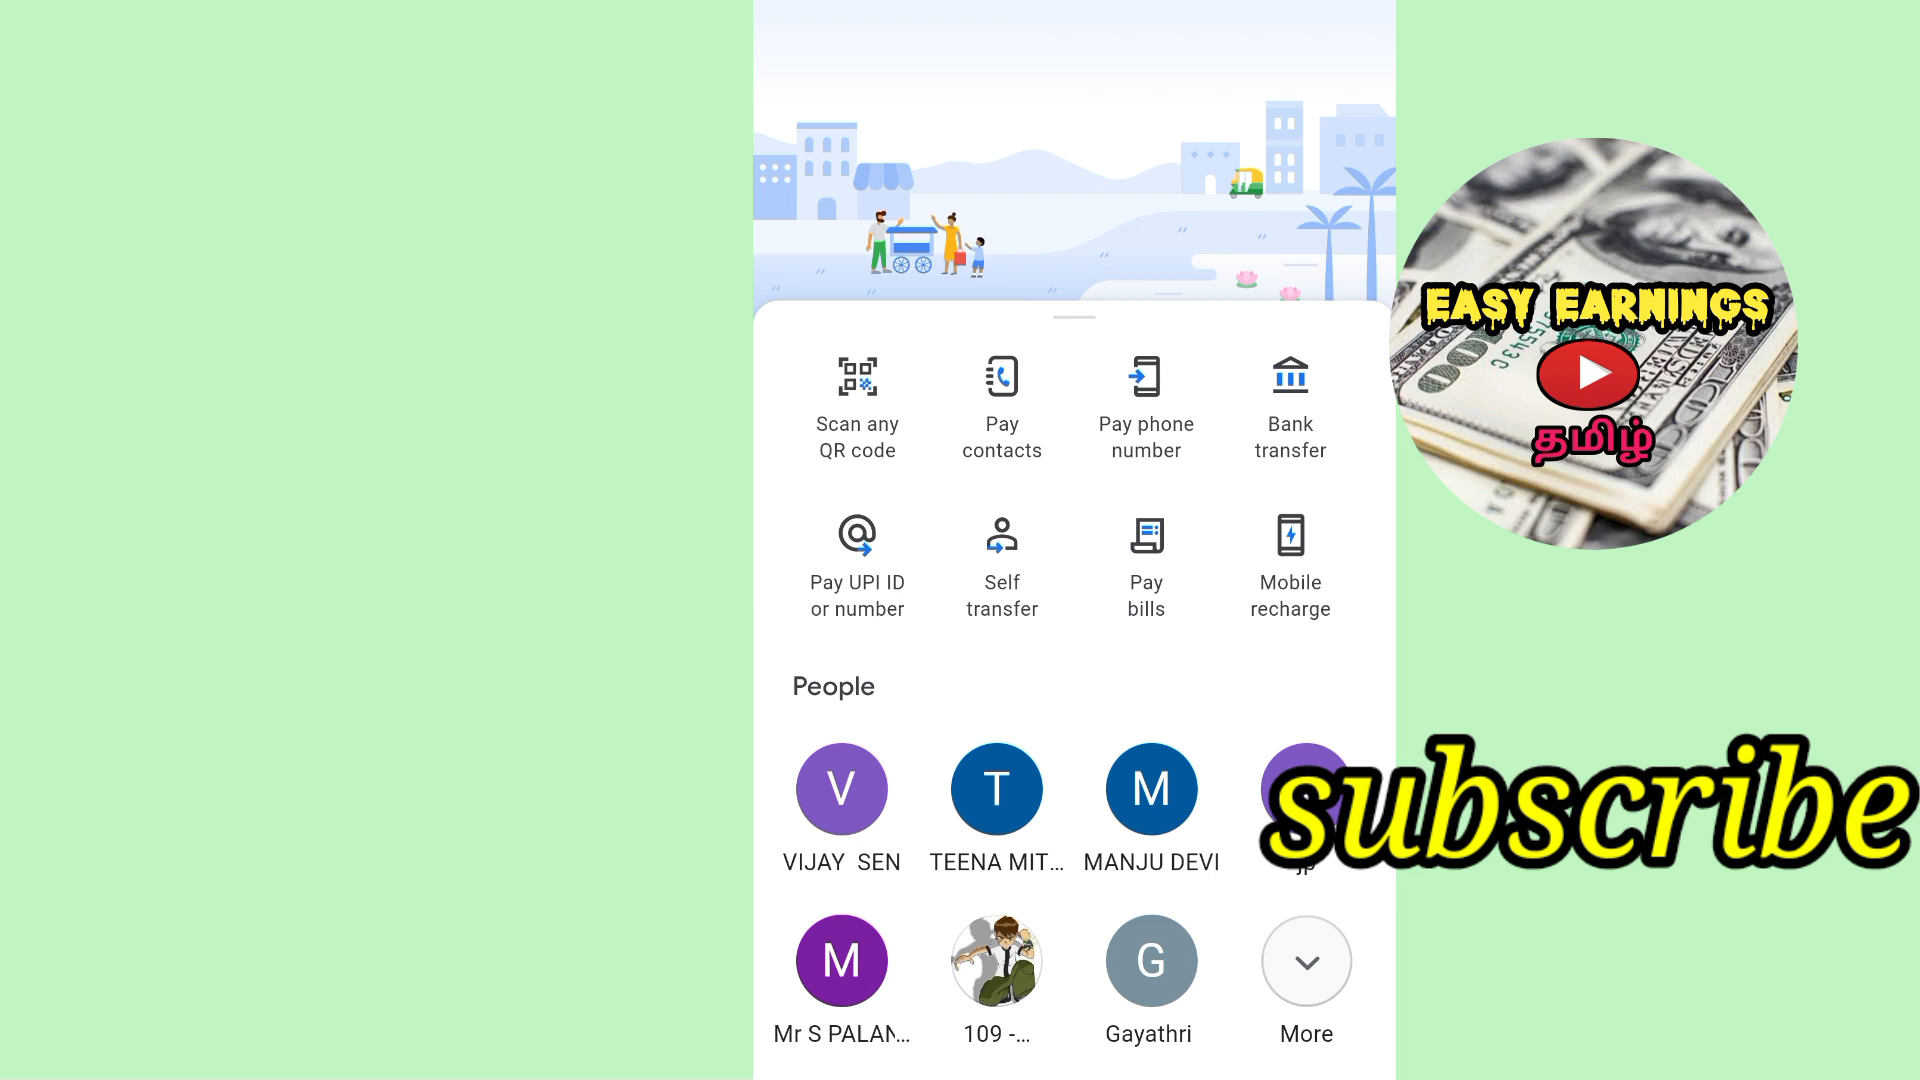 Scan any
QR code
Pay
contacts
Pay phone
number
Bank
transfer
Pay UPI ID
or number
Self
transfer
Pay
bills
Mobile
recharge
People
V
T
M
VIJAY SEN
TEENA MIT...
MANJU DEVI
jp
M
G
Mr S PALAN...
109 -...
Gayathri
More
EASY EARNINGS
தமிழ்
subscribe